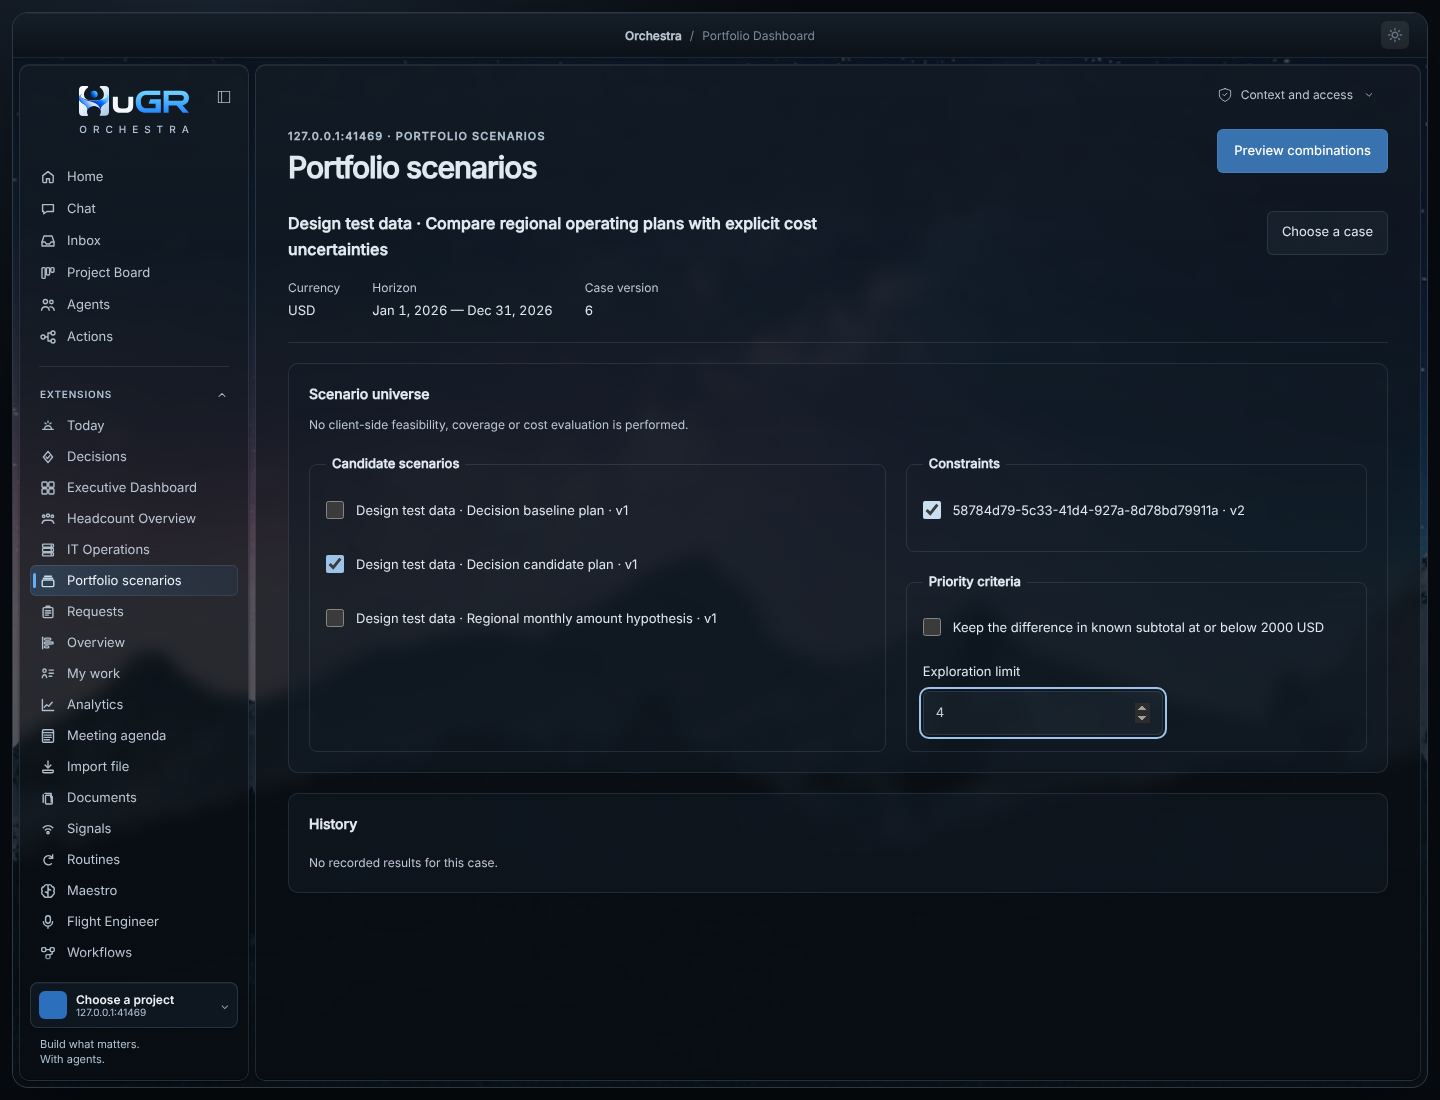 Orchestra / Portfolio Dashboard
HuGR
ORCHESTRA
Home
Chat
Inbox
Project Board
Agents
Actions
EXTENSIONS
Today
Decisions
Executive Dashboard
Headcount Overview
IT Operations
Portfolio scenarios
Requests
Overview
My work
Analytics
Meeting agenda
Import file
Documents
Signals
Routines
Maestro
Flight Engineer
Workflows
Choose a project
127.0.0.1:41469
Build what matters.
With agents.
Context and access
127.0.0.1:41469 · PORTFOLIO SCENARIOS
Portfolio scenarios
Preview combinations
Design test data · Compare regional operating plans with explicit cost
uncertainties
Choose a case
Currency Horizon Case version
USD Jan 1, 2026 — Dec 31, 2026 6
Scenario universe
No client-side feasibility, coverage or cost evaluation is performed.
Candidate scenarios
Design test data · Decision baseline plan · v1
Design test data · Decision candidate plan · v1
Design test data · Regional monthly amount hypothesis · v1
Constraints
58784d79-5c33-41d4-927a-8d78bd79911a · v2
Priority criteria
Keep the difference in known subtotal at or below 2000 USD
Exploration limit
4
History
No recorded results for this case.